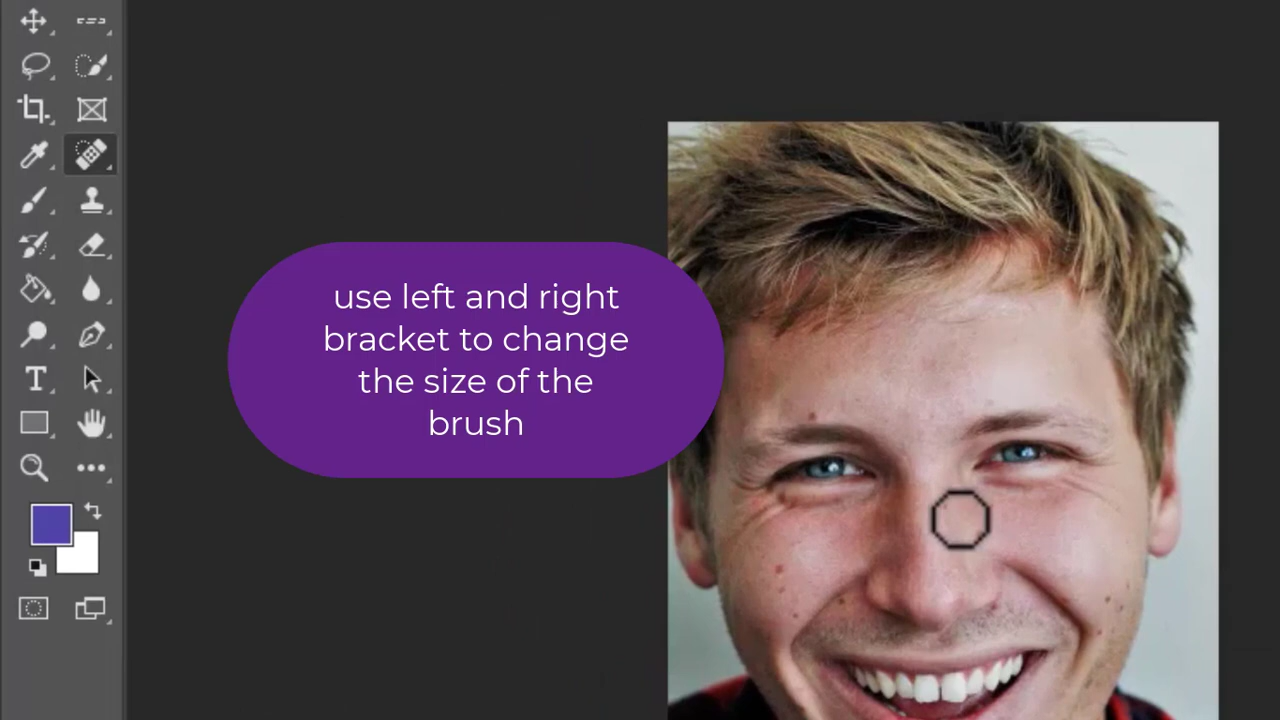 use left and right
bracket to change
the size of the
brush